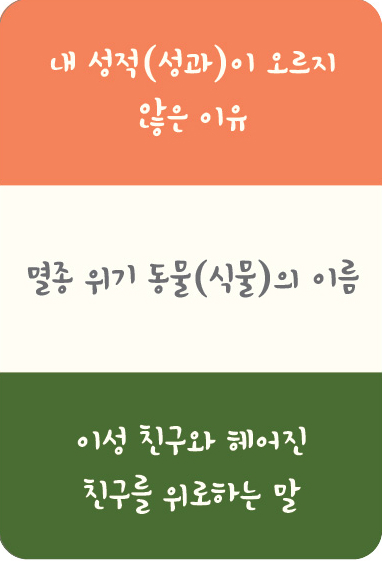 내 성적(성과)이 오르지
않은 이유
멸종 위기 동물(식물)의 이름
이성 친구와 헤어진
친구를 위로하는 말